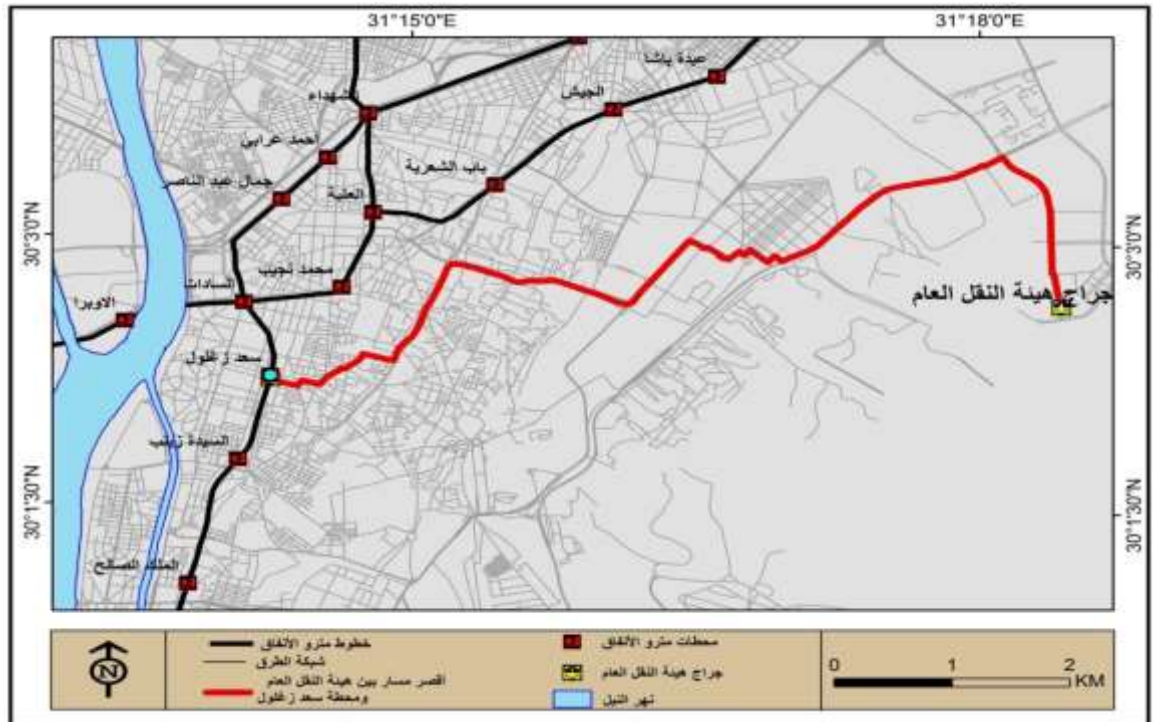 31°15'0"E
31°18'0"E
عبدة باشا
الجيش
الشهداء
احمد عرابي
باب الشعرية
جمال عبد الناصر
العتبة
30°3'0"N
30°3'0"N
محمد نجيب
السادات
الاوبرا
جراج هيئة النقل العام
سعد زغلول
السيدة زينب
30°1'30"N
30°1'30"N
الملك الصالح
خطوط مترو الأنفاق
شبكة الطرق
أقصر مسار بين هيئة النقل العام
ومحطة سعد زغلول
محطات مترو الأنفاق
جراج هيئة النقل العام
نهر النيل
N
0 1 2
KM